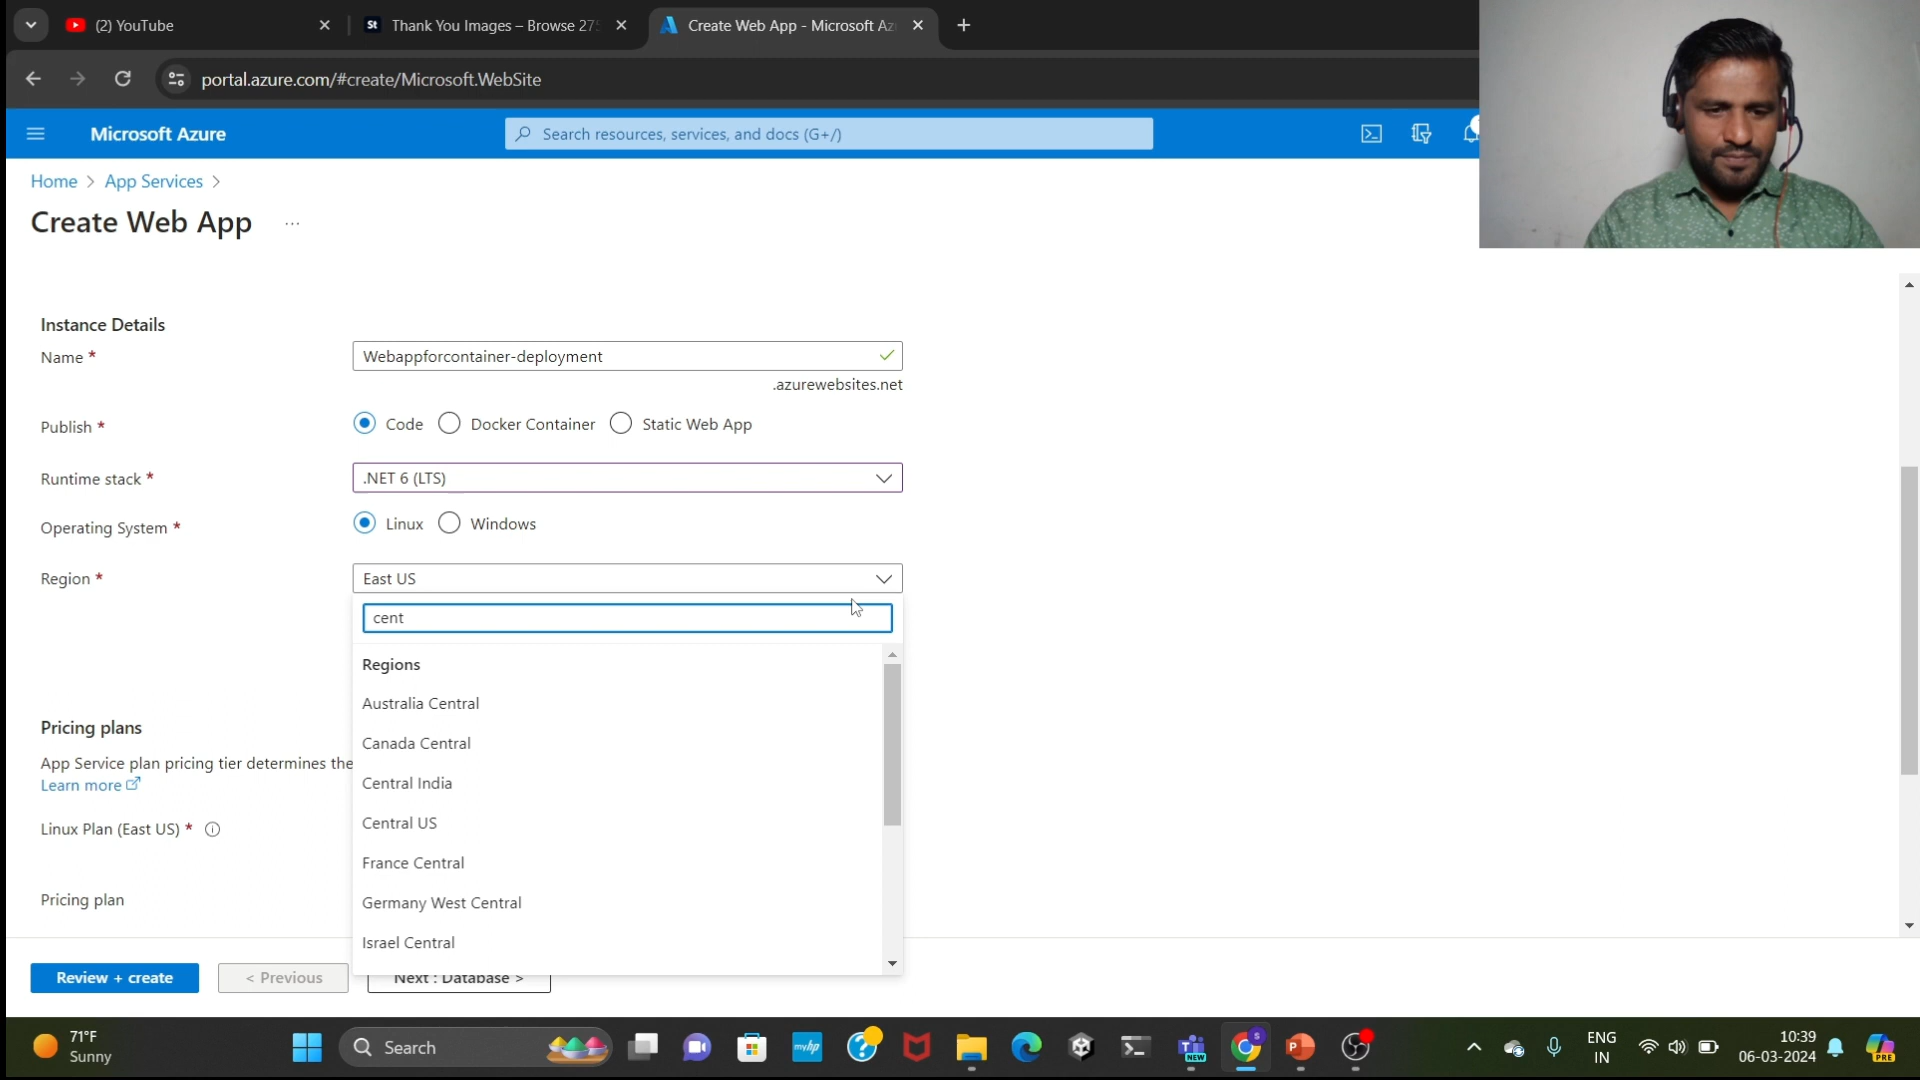 (2) YouTube
St Thank You Images – Browse 27
Create Web App - Microsoft Az
portal.azure.com/#create/Microsoft.WebSite
Microsoft Azure
Search resources, services, and docs (G+/)
Home > App Services >
Create Web App ...
Instance Details
Name *
Webappforcontainer-deployment
.azurewebsites.net
Publish *
Code
Docker Container
Static Web App
Runtime stack *
.NET 6 (LTS)
Operating System *
Linux
Windows
Region *
East US
cent
Regions
Australia Central
Canada Central
Central India
Central US
France Central
Germany West Central
Israel Central
Pricing plans
App Service plan pricing tier determines the
Learn more
Linux Plan (East US) *
Pricing plan
Review + create
< Previous
Next : Database >
71°F
Sunny
Search
myhp
NEW
ENG
IN
10:39
06-03-2024
PRE